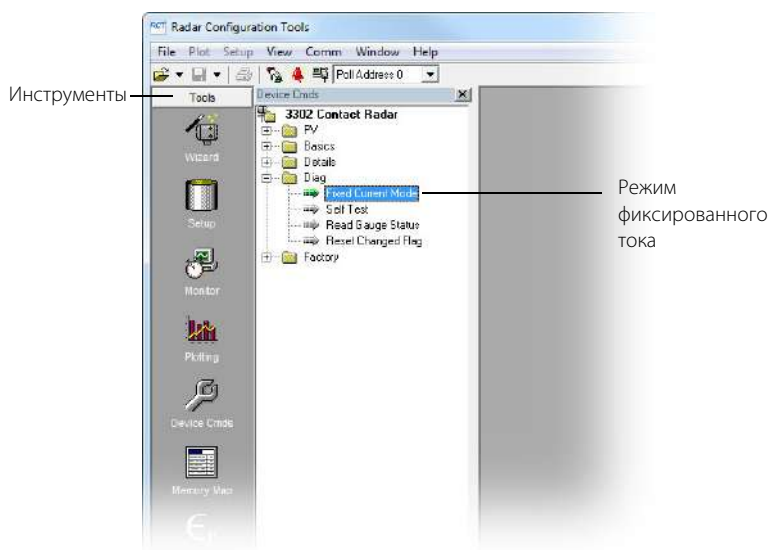 RCT Radar Configuration Tools
File Plot Setup View Comm Window Help
Poll Address 0
Инструменты
Tools
Device Cmds
3302 Contact Radar
PV
Basics
Details
Diag
Fixed Current Mode
Self Test
Read Gauge Status
Reset Changed Flag
Factory
Wizard
Setup
Monitor
Plotting
Device Cmds
Memory Map
Режим
фиксированного
тока